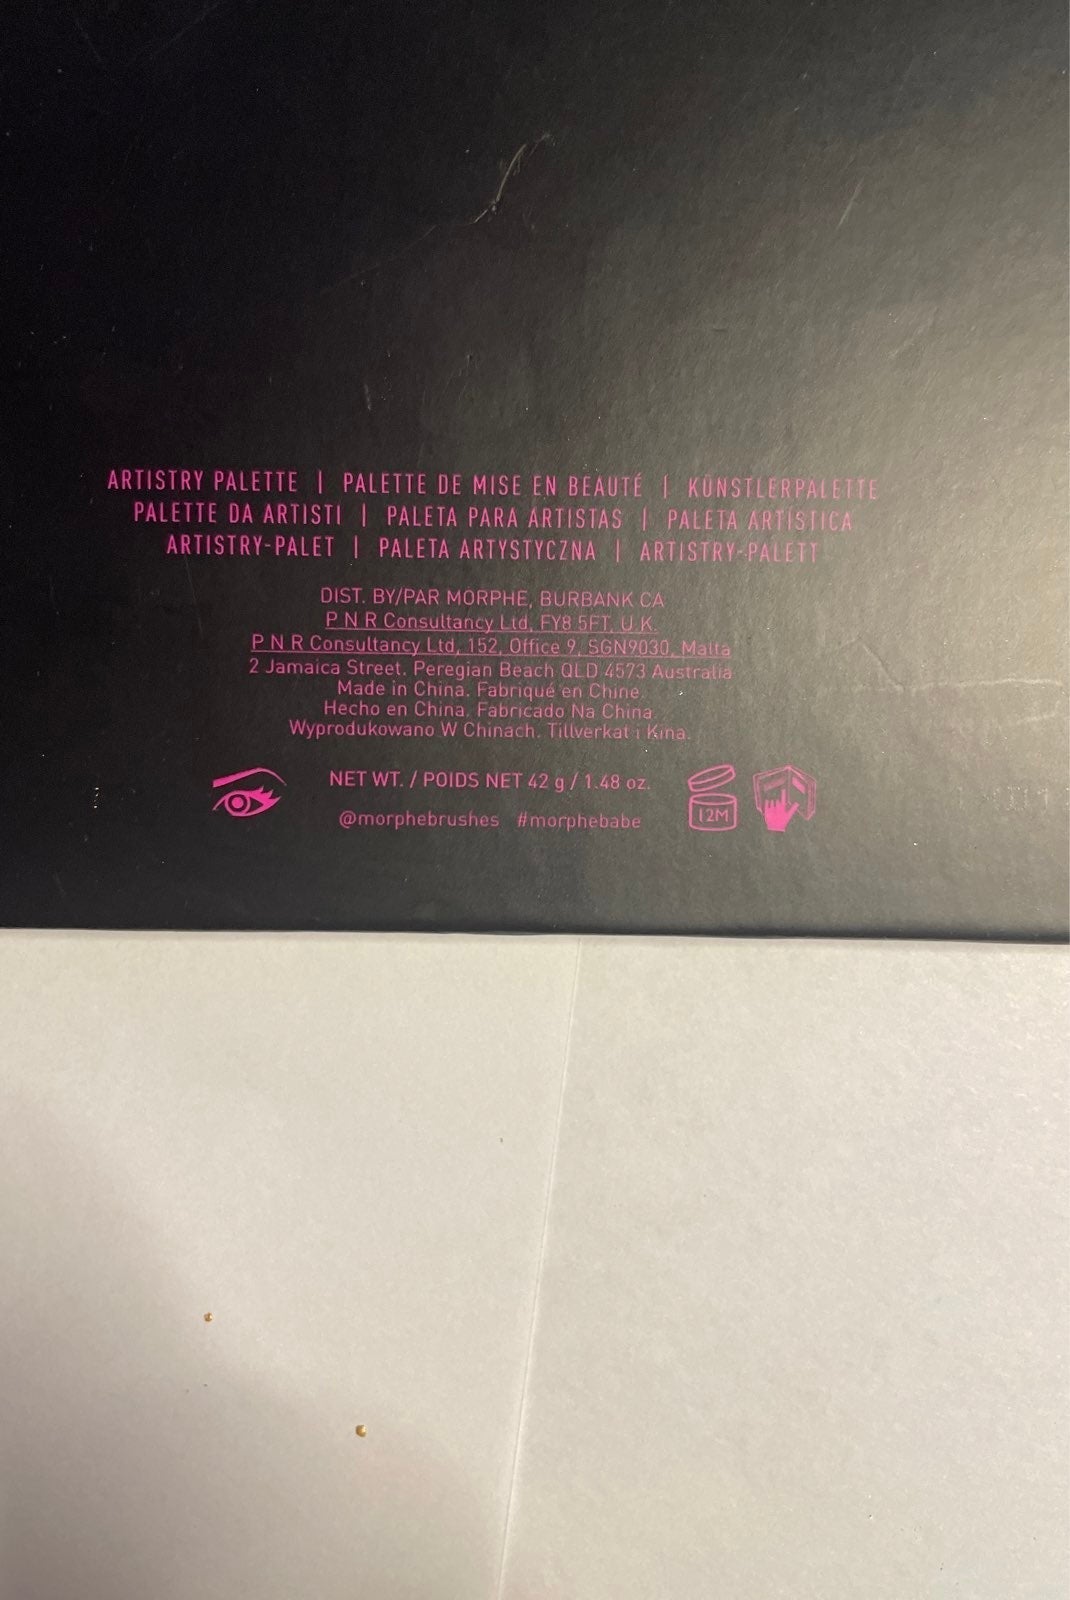 ARTISTRY PALETTE | PALETTE DE MISE EN BEAUTÉ | KÜNSTLERPALETTE
PALETTE DA ARTISTI | PALETA PARA ARTISTAS | PALETA ARTÍSTICA
ARTISTRY-PALET | PALETA ARTYSTYCZNA | ARTISTRY-PALETT
DIST. BY/PAR MORPHE, BURBANK CA
P N R Consultancy Ltd, FY8 5FT, U.K.
P N R Consultancy Ltd, 152, Office 9, SGN9030, Malta
2 Jamaica Street. Peregian Beach QLD 4573 Australia
Made in China. Fabriqué en Chine.
Hecho en China. Fabricado Na China.
Wyprodukowano W Chinach. Tillverkat i Kina.
NET WT. / POIDS NET 42 g / 1.48 oz.
12M
@morphebrushes #morphebabe